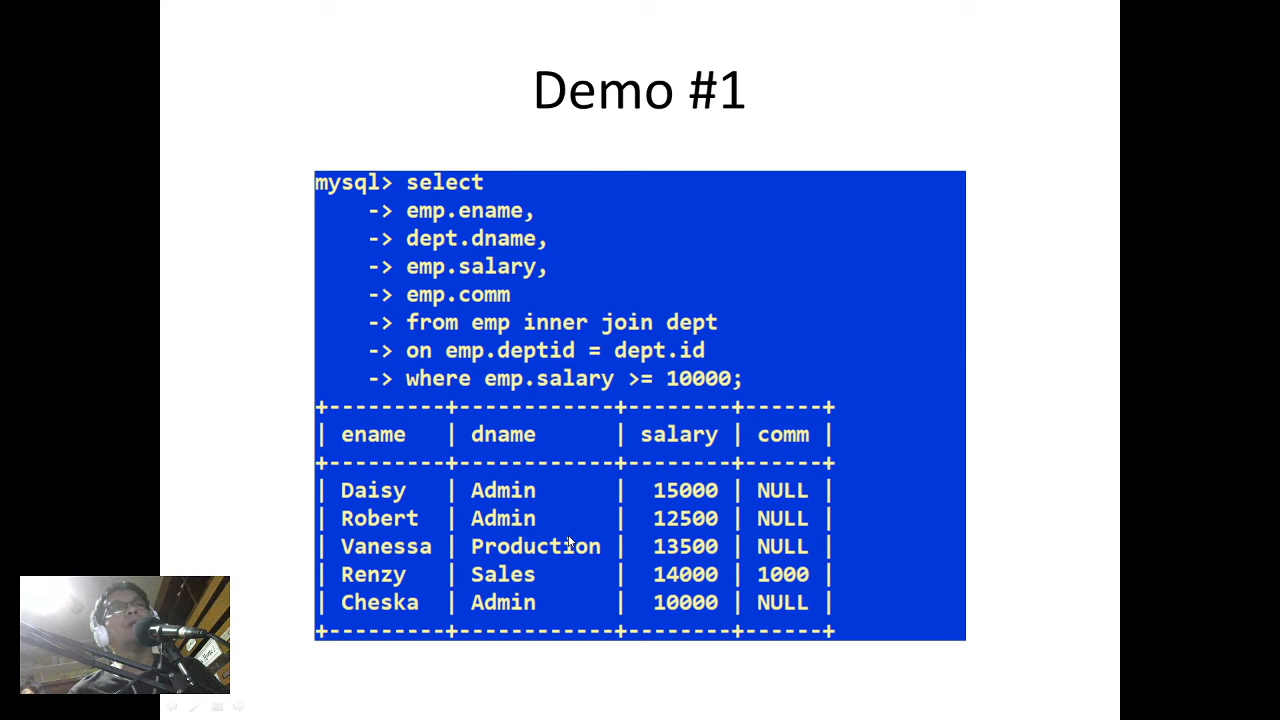 Demo #1
mysql> select
-> emp.ename,
-> dept.dname,
-> emp.salary,
-> emp.comm
-> from emp inner join dept
-> on emp.deptid = dept.id
-> where emp.salary >= 10000;
+---------+------------+--------+------+
| ename   | dname      | salary | comm |
+---------+------------+--------+------+
| Daisy   | Admin      |  15000 | NULL |
| Robert  | Admin      |  12500 | NULL |
| Vanessa | Production |  13500 | NULL |
| Renzy   | Sales      |  14000 | 1000 |
| Cheska  | Admin      |  10000 | NULL |
+---------+------------+--------+------+